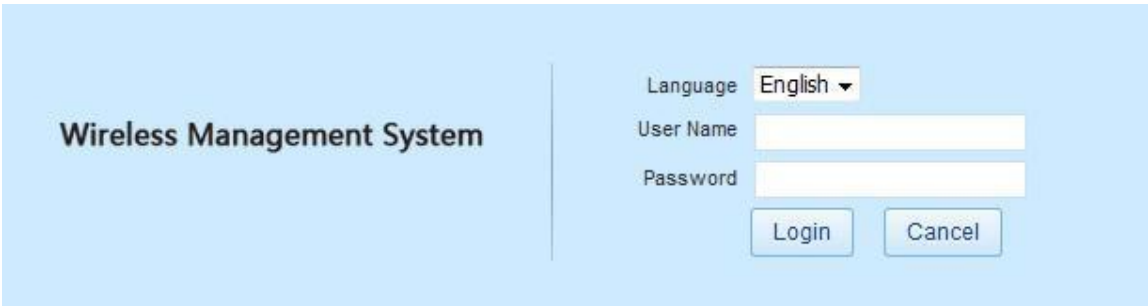 Wireless Management System
Language English
User Name
Password
Login Cancel